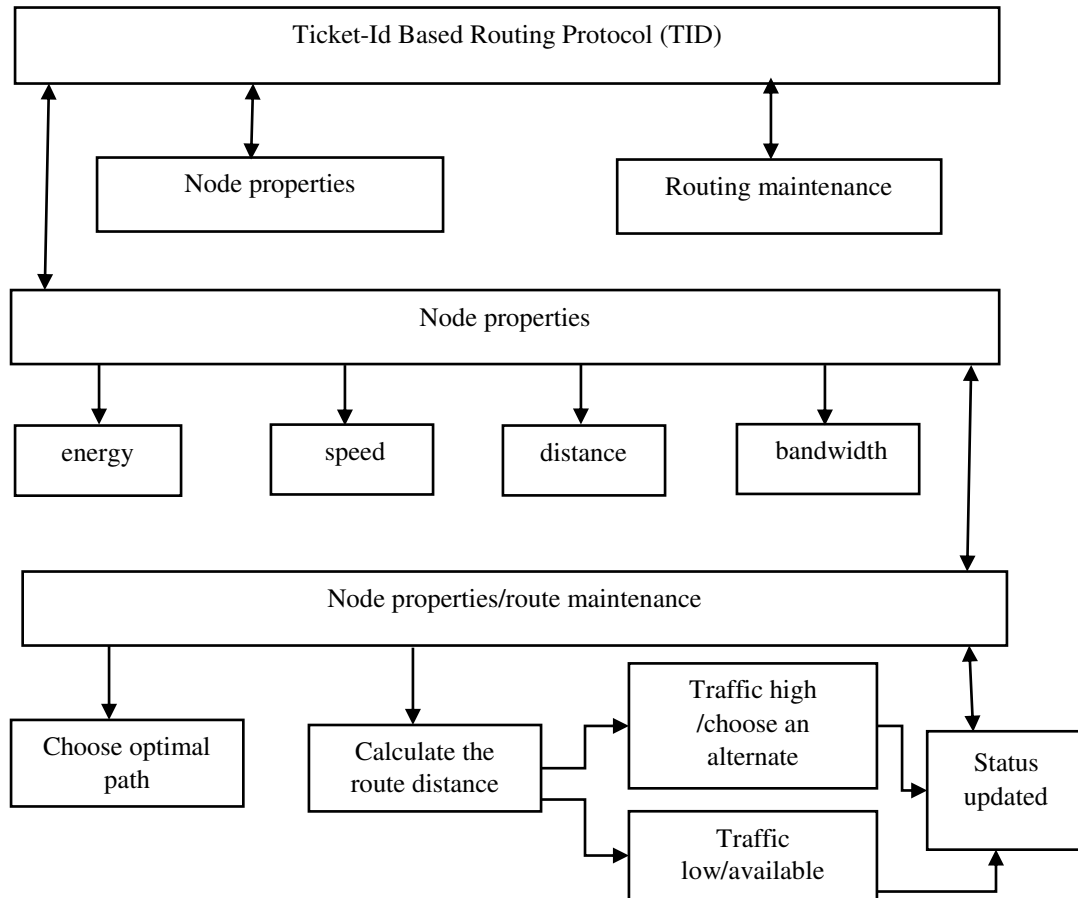 Ticket-Id Based Routing Protocol (TID)
Node properties
Routing maintenance
Node properties
energy
speed
distance
bandwidth
Node properties/route maintenance
Choose optimal
path
Calculate the
route distance
Traffic high
/choose an
alternate
Traffic
low/available
Status
updated